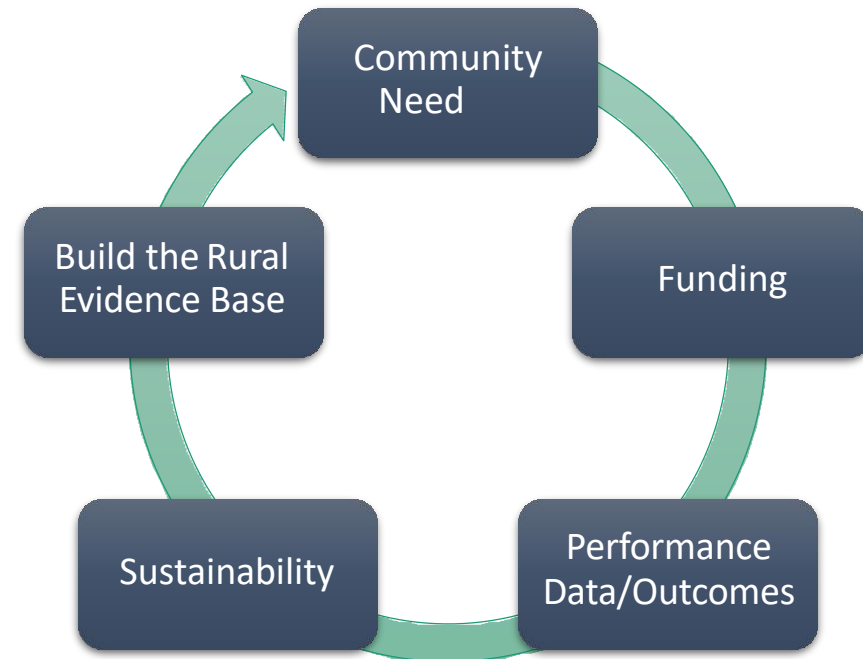 Community
Need
Funding
Performance
Data/Outcomes
Sustainability
Build the Rural
Evidence Base